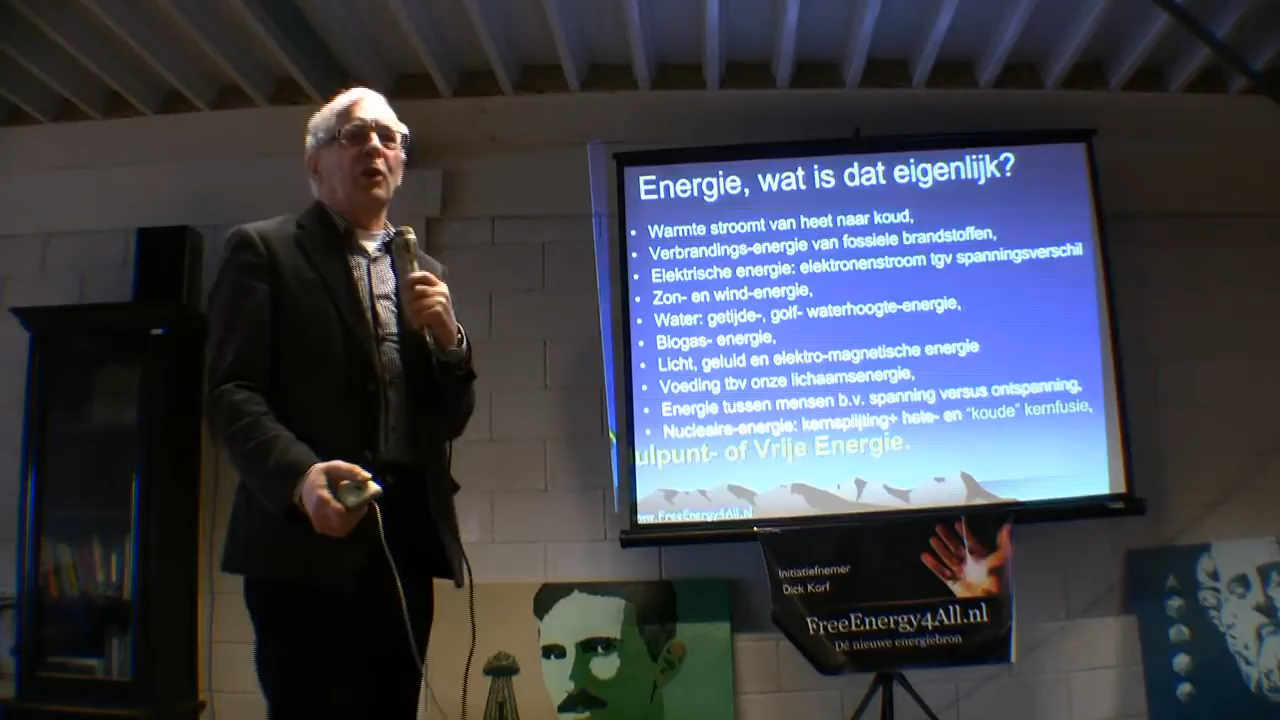 Energie, wat is dat eigenlijk?
• Warmte stroomt van heet naar koud,
• Verbrandings-energie van fossiele brandstoffen,
• Elektrische energie: elektronenstroom tgv spanningsverschil
• Zon- en wind-energie,
• Water: getijde-, golf- waterhoogte-energie,
• Biogas- energie,
• Licht, geluid en elektro-magnetische energie
• Voeding tbv onze lichaamsenergie,
• Energie tussen mensen b.v. spanning versus ontspanning,
• Nucleaire-energie: kernsplijting+ hete- en "koude" kernfusie,
ulpunt- of Vrije Energie.
ww.FreeEnergy4All.nl
Initiatiefnemer
Dick Korf
FreeEnergy4All.nl
Dé nieuwe energiebron